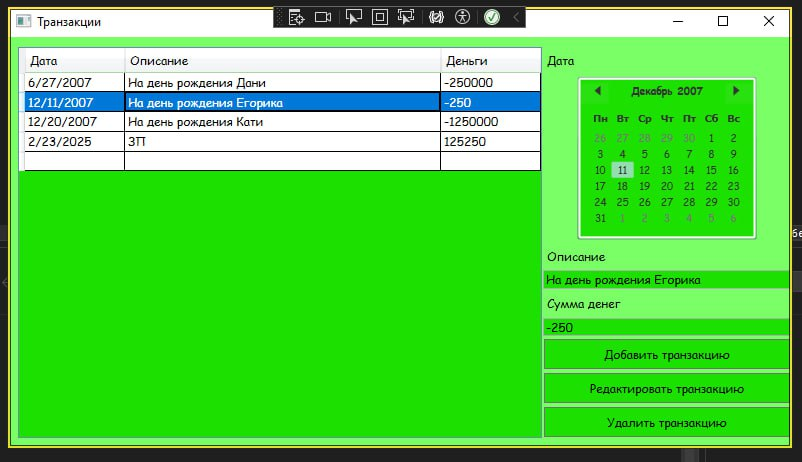 Транзакции
Дата Описание Деньги
6/27/2007 На день рождения Дани -250000
12/11/2007 На день рождения Егорика -250
12/20/2007 На день рождения Кати -1250000
2/23/2025 ЗП 125250
Дата
Декабрь 2007
Пн Вт Ср Чт Пт Сб Вс
26 27 28 29 30 1 2
3 4 5 6 7 8 9
10 11 12 13 14 15 16
17 18 19 20 21 22 23
24 25 26 27 28 29 30
31 1 2 3 4 5 6
Описание
На день рождения Егорика
Сумма денег
-250
Добавить транзакцию
Редактировать транзакцию
Удалить транзакцию